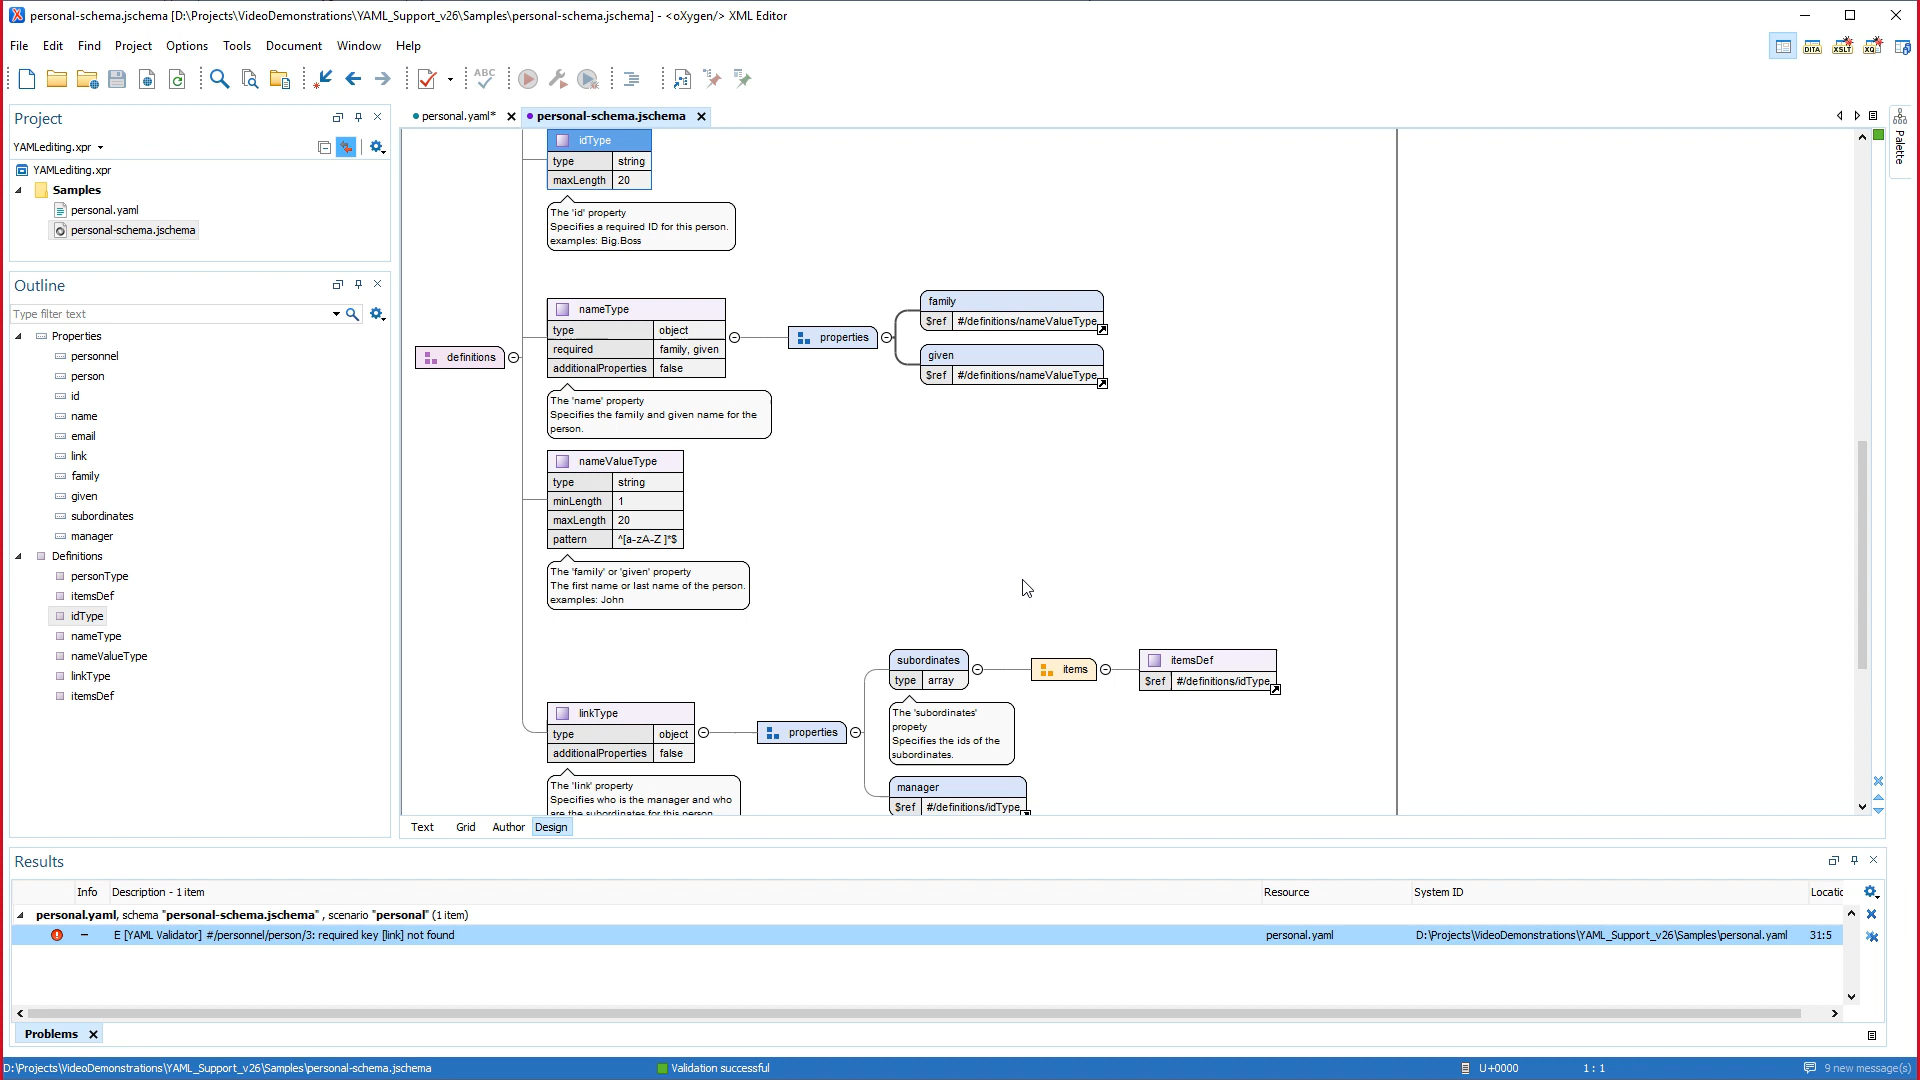 personal-schema.jschema [D:\Projects\VideoDemonstrations\YAML_Support_v26\Samples\personal-schema.jschema] - <oXygen/> XML Editor
File Edit Find Project Options Tools Document Window Help
DITA XSLT XQ
ABC
Project
YAMLediting.xpr
YAMLediting.xpr
Samples
personal.yaml
personal-schema.jschema
Outline
Type filter text
Properties
personnel
person
id
name
email
link
family
given
subordinates
manager
Definitions
personType
itemsDef
idType
nameType
nameValueType
linkType
itemsDef
personal.yaml* personal-schema.jschema
Palette
idType
type string
maxLength 20
The 'id' property
Specifies a required ID for this person.
examples: Big.Boss
definitions
nameType
type object
required family, given
additionalProperties false
The 'name' property
Specifies the family and given name for the
person.
properties
family
$ref #/definitions/nameValueType
given
$ref #/definitions/nameValueType
nameValueType
type string
minLength 1
maxLength 20
pattern ^[a-zA-Z ]*$
The 'family' or 'given' property
The first name or last name of the person.
examples: John
linkType
type object
additionalProperties false
The 'link' property
Specifies who is the manager and who
are the subordinates for this person
properties
subordinates
type array
The 'subordinates'
propety
Specifies the ids of the
subordinates.
items
itemsDef
$ref #/definitions/idType
manager
$ref #/definitions/idType
Text Grid Author Design
Results
Info Description - 1 item Resource System ID Locatic
personal.yaml, schema "personal-schema.jschema" , scenario "personal" (1 item)
E [YAML Validator] #/personnel/person/3: required key [link] not found personal.yaml D:\Projects\VideoDemonstrations\YAML_Support_v26\Samples\personal.yaml 31:5
Problems
D:\Projects\VideoDemonstrations\YAML_Support_v26\Samples\personal-schema.jschema Validation successful U+0000 1 : 1 9 new message(s)